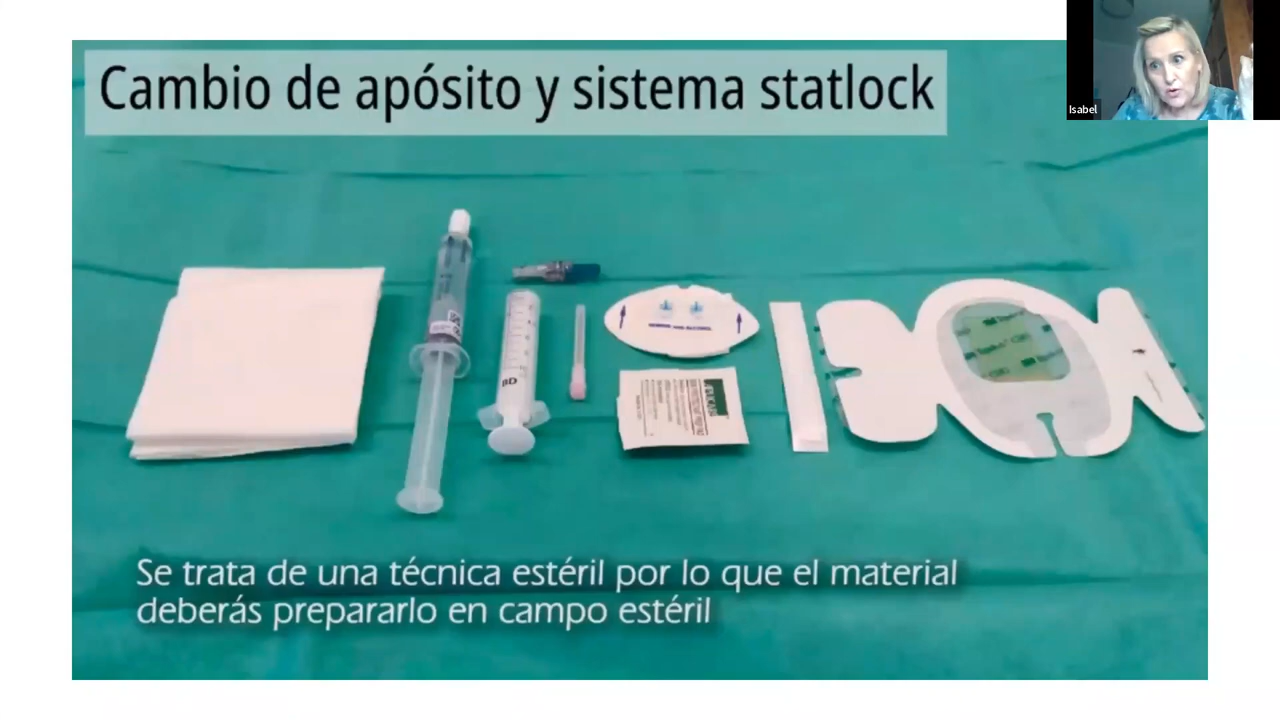 Cambio de apósito y sistema statlock
Isabel
BD
Se trata de una técnica estéril por lo que el material
deberás prepararlo en campo estéril